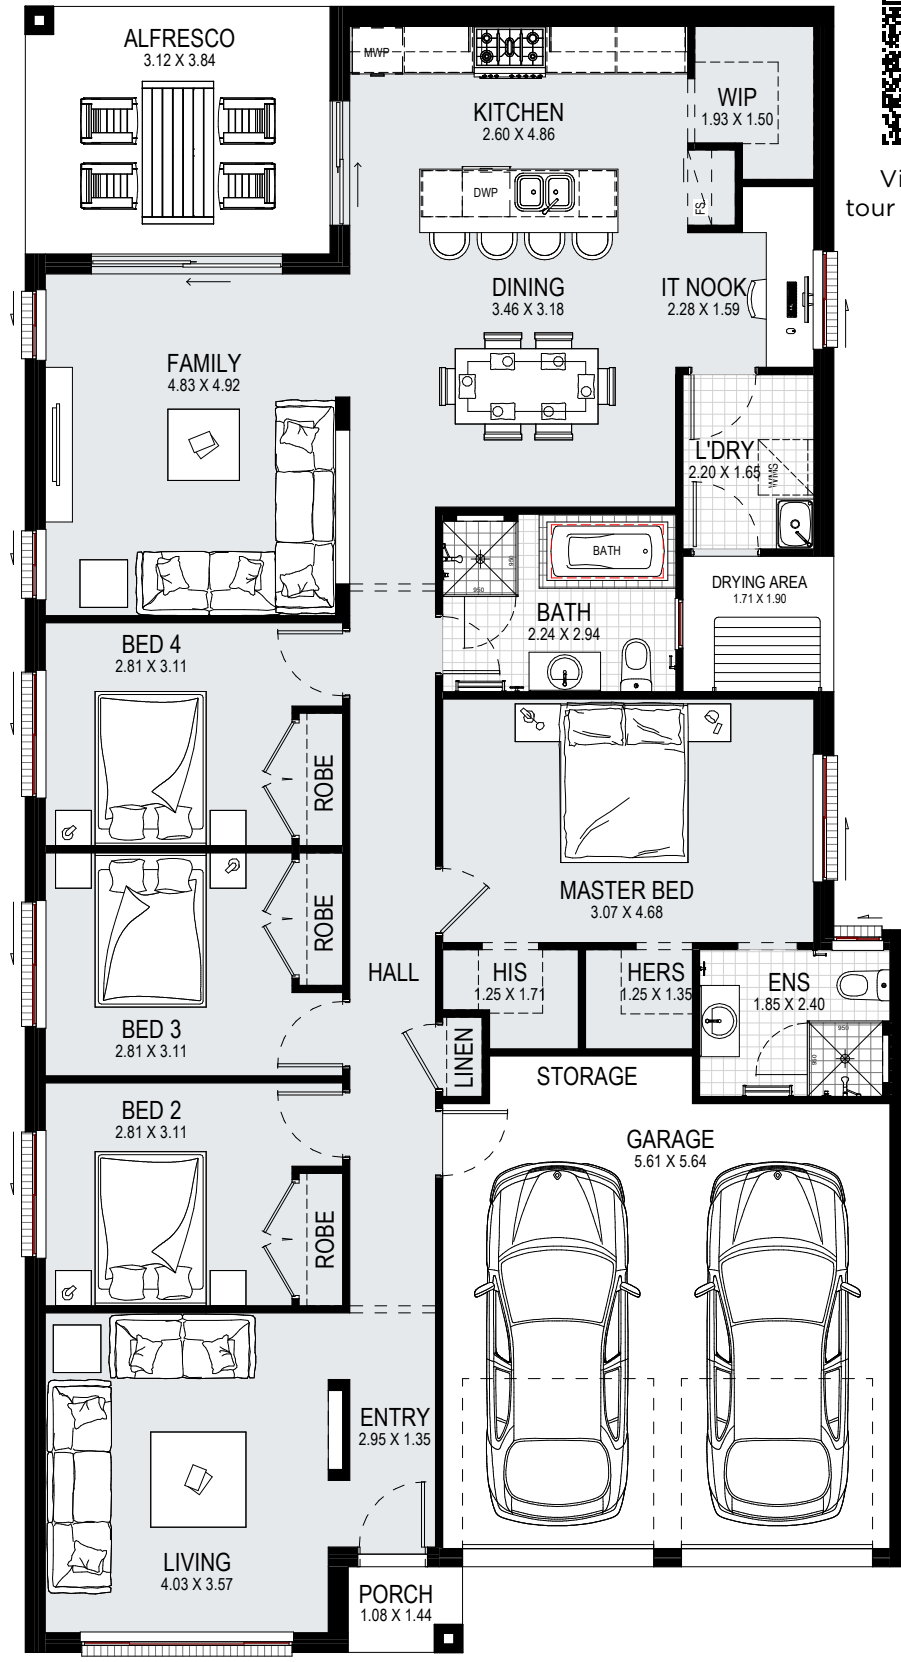 ALFRESCO
3.12 X 3.84
MWP
KITCHEN
2.60 X 4.86
WIP
1.93 X 1.50
DWP
FS
Vi
tour
DINING
3.46 X 3.18
IT NOOK
2.28 X 1.59
FAMILY
4.83 X 4.92
L'DRY
2.20 X 1.65
WMS
BATH
950
950
BATH
2.24 X 2.94
DRYING AREA
1.71 X 1.90
BED 4
2.81 X 3.11
ROBE
MASTER BED
3.07 X 4.68
ROBE
BED 3
2.81 X 3.11
HALL
HIS
1.25 X 1.71
HERS
1.25 X 1.35
ENS
1.85 X 2.40
950
950
LINEN
STORAGE
BED 2
2.81 X 3.11
GARAGE
5.61 X 5.64
ROBE
ENTRY
2.95 X 1.35
LIVING
4.03 X 3.57
PORCH
1.08 X 1.44